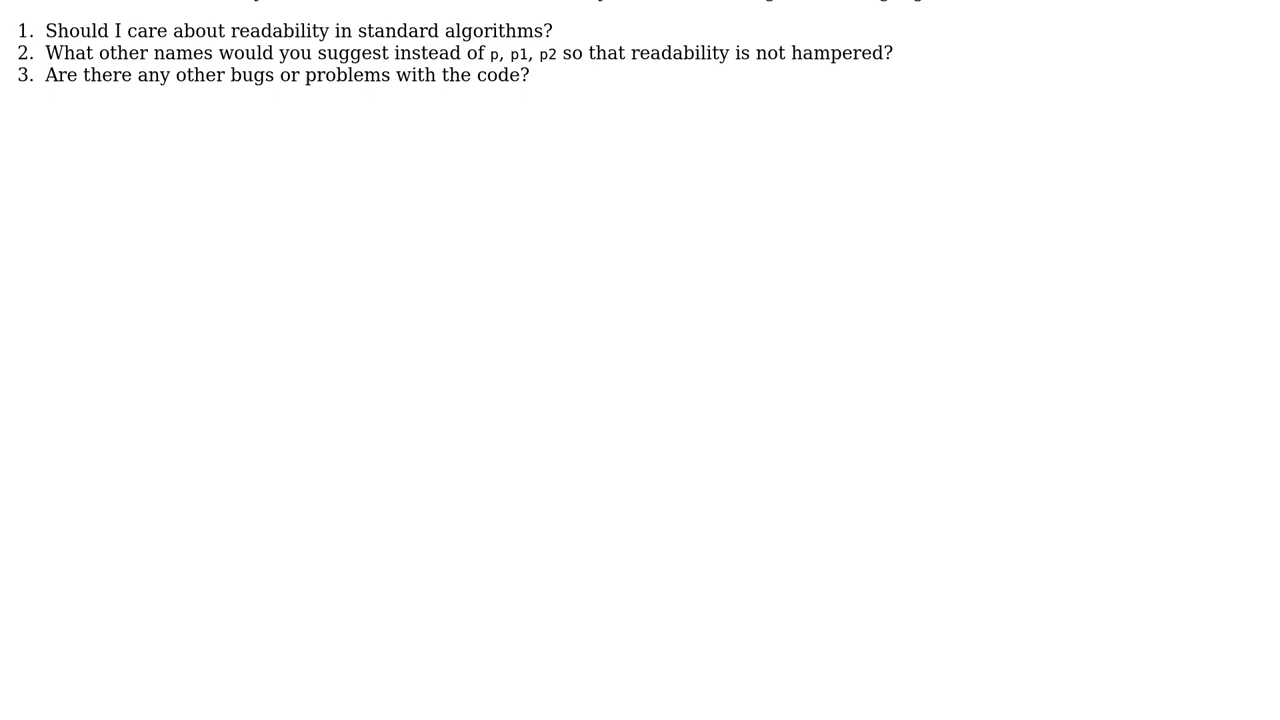 1. Should I care about readability in standard algorithms?
2. What other names would you suggest instead of p, p1, p2 so that readability is not hampered?
3. Are there any other bugs or problems with the code?